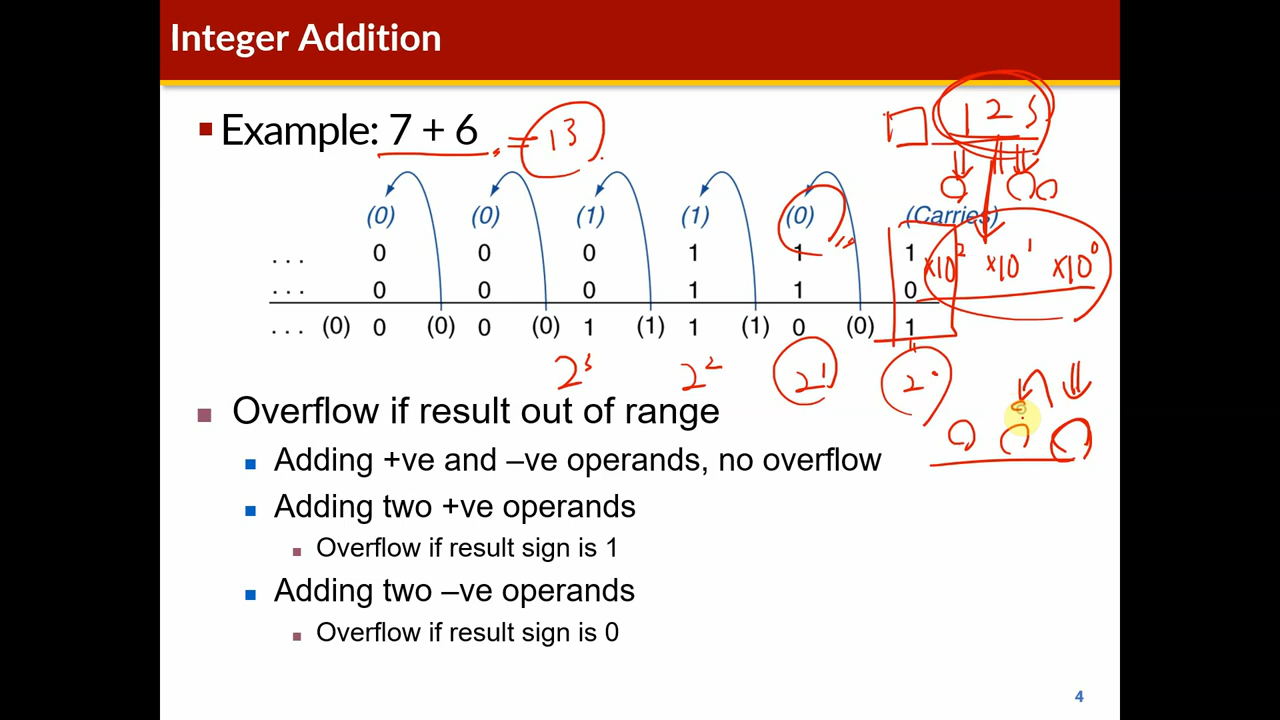 Integer Addition
Example: 7 + 6 = 13
1 2 5
(0) (0) (1) (1) (0) (Carries)
. . . 0 0 0 1 1 1
×10² ×10¹ ×10⁰
. . . 0 0 0 1 1 0
. . . (0) 0 (0) 0 (0) 1 (1) 1 (1) 0 (0) 1
2³ 2² 2¹ 2⁰
Overflow if result out of range
Adding +ve and –ve operands, no overflow
Adding two +ve operands
Overflow if result sign is 1
Adding two –ve operands
Overflow if result sign is 0
4